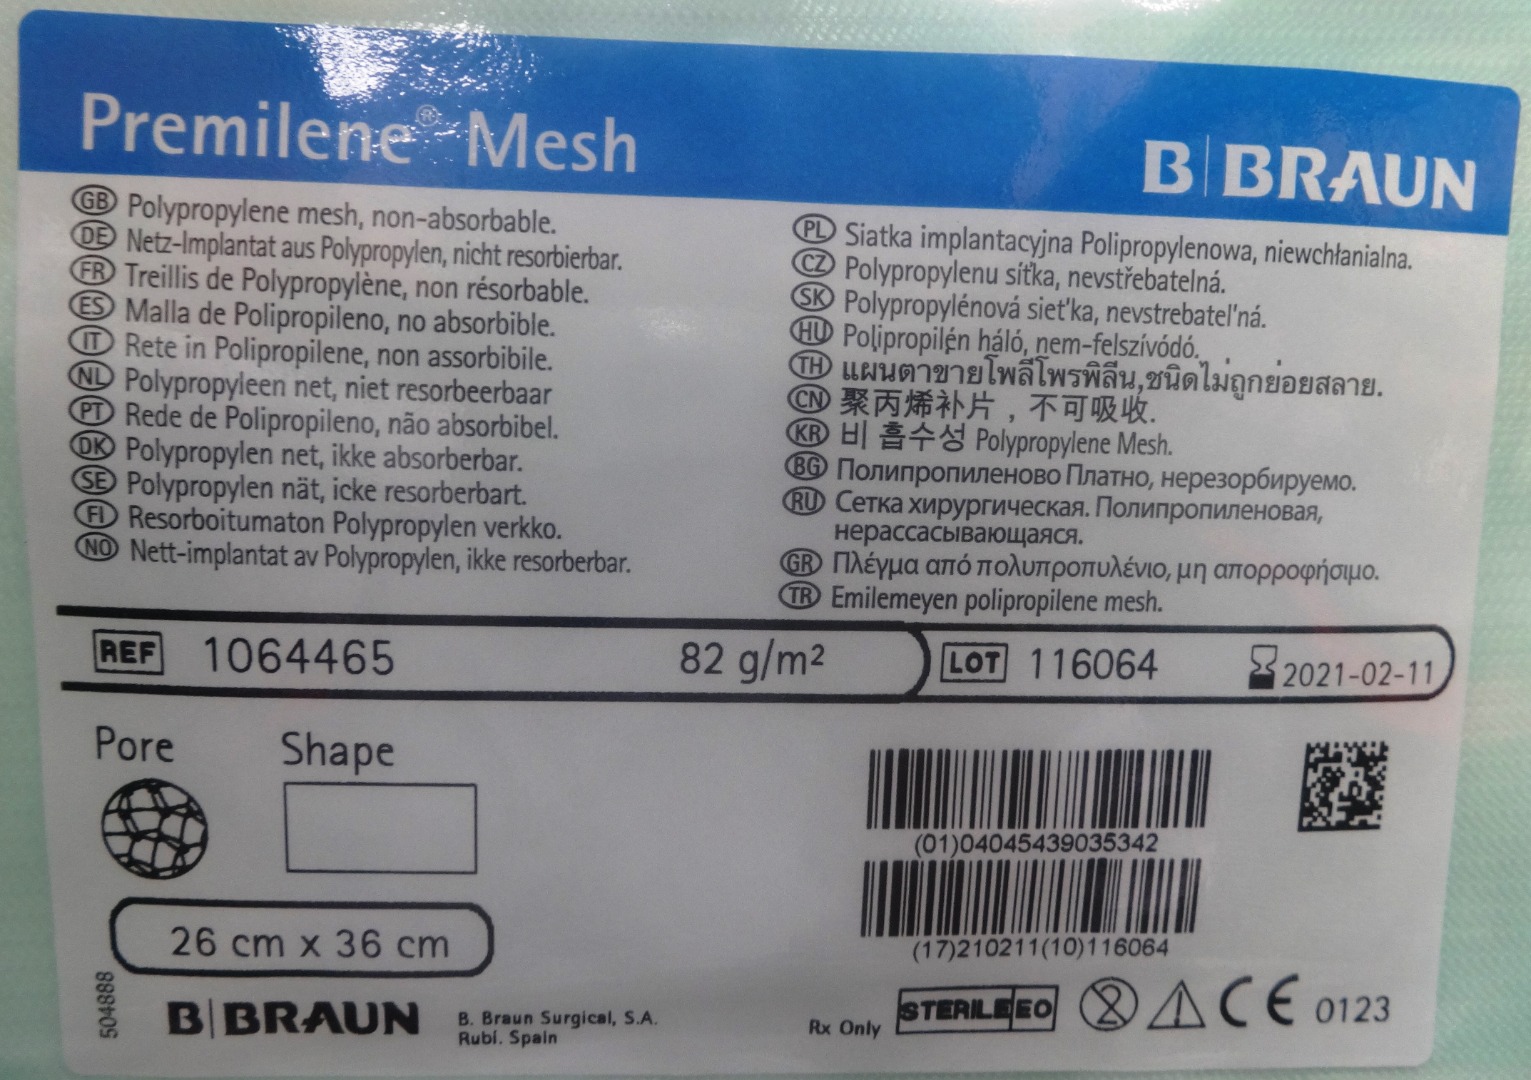 Premilene® Mesh
B|BRAUN
GB Polypropylene mesh, non-absorbable.
DE Netz-Implantat aus Polypropylen, nicht resorbierbar.
FR Treillis de Polypropylène, non résorbable.
ES Malla de Polipropileno, no absorbible.
IT Rete in Polipropilene, non assorbibile.
NL Polypropyleen net, niet resorbeerbaar
PT Rede de Polipropileno, não absorbibel.
DK Polypropylen net, ikke absorberbar.
SE Polypropylen nät, icke resorberbart.
FI Resorboitumaton Polypropylen verkko.
NO Nett-implantat av Polypropylen, ikke resorberbar.
PL Siatka implantacyjna Polipropylenowa, niewchłanialna.
CZ Polypropylenu síťka, nevstřebatelná.
SK Polypropylénová sieťka, nevstrebateľná.
HU Polipropilén háló, nem-felszívódó.
TH แผ่นตาข่ายโพลีโพรพิลีน,ชนิดไม่ถูกย่อยสลาย.
CN 聚丙烯补片，不可吸收.
KR 비 흡수성 Polypropylene Mesh.
BG Полипропиленово Платно, нерезорбируемо.
RU Сетка хирургическая. Полипропиленовая,
нерассасывающаяся.
GR Πλέγμα από πολυπροπυλένιο, μη απορροφήσιμο.
TR Emilemeyen polipropilene mesh.
REF 1064465 82 g/m²
LOT 116064 2021-02-11
Pore Shape
(01)04045439035342
(17)210211(10)116064
26 cm x 36 cm
504888
B|BRAUN
B. Braun Surgical, S.A.
Rubí. Spain
Rx Only
STERILE EO
2
CE 0123